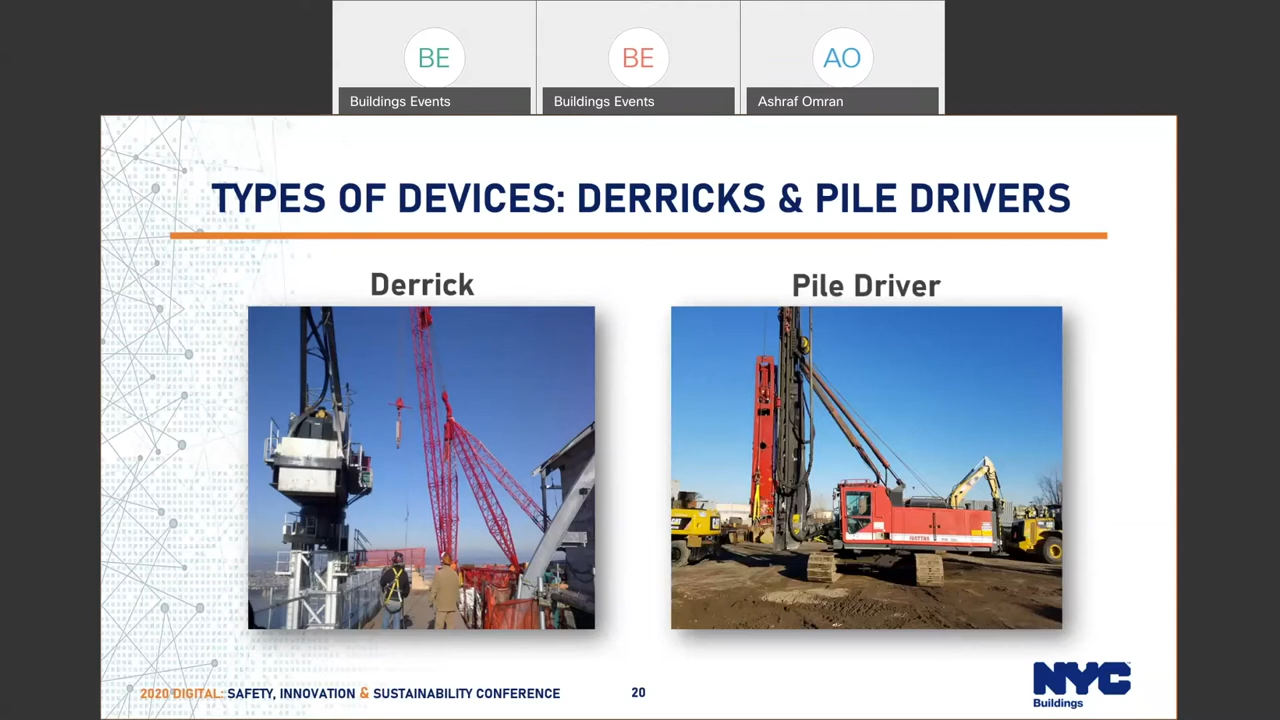 BE
BE
AO
Buildings Events
Buildings Events
Ashraf Omran
TYPES OF DEVICES: DERRICKS & PILE DRIVERS
Derrick
Pile Driver
CAT
2020 DIGITAL: SAFETY, INNOVATION & SUSTAINABILITY CONFERENCE
20
NYC
Buildings